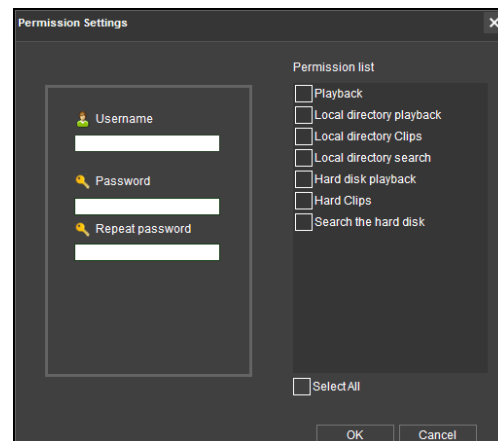 Permission Settings
Username
Password
Repeat password
Permission list
Playback
Local directory playback
Local directory Clips
Local directory search
Hard disk playback
Hard Clips
Search the hard disk
Select All
OK
Cancel